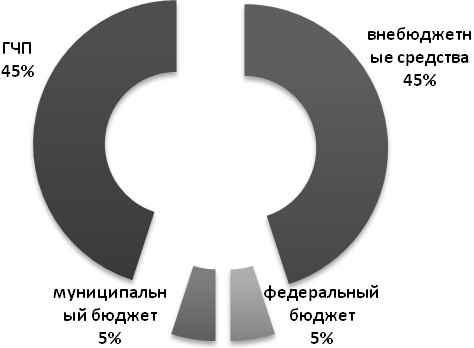 ГЧП
45%
внебюджетн
ые средства
45%
муниципальн
ый бюджет
5%
федеральный
бюджет
5%